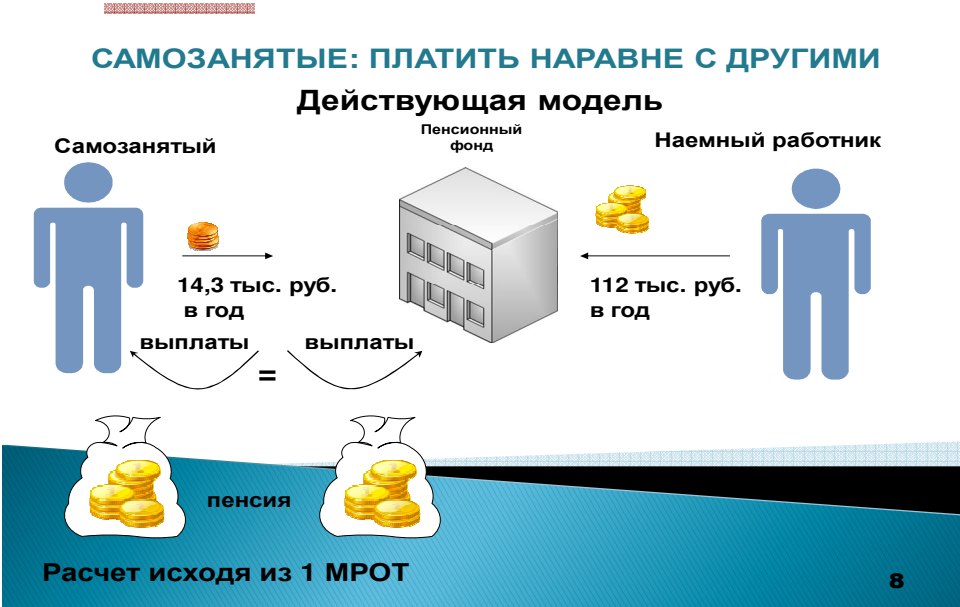 САМОЗАНЯТЫЕ: ПЛАТИТЬ НАРАВНЕ С ДРУГИМИ
Действующая модель
Самозанятый
Пенсионный
фонд
Наемный работник
14,3 тыс. руб.
в год
112 тыс. руб.
в год
выплаты
выплаты
=
пенсия
Расчет исходя из 1 МРОТ
8